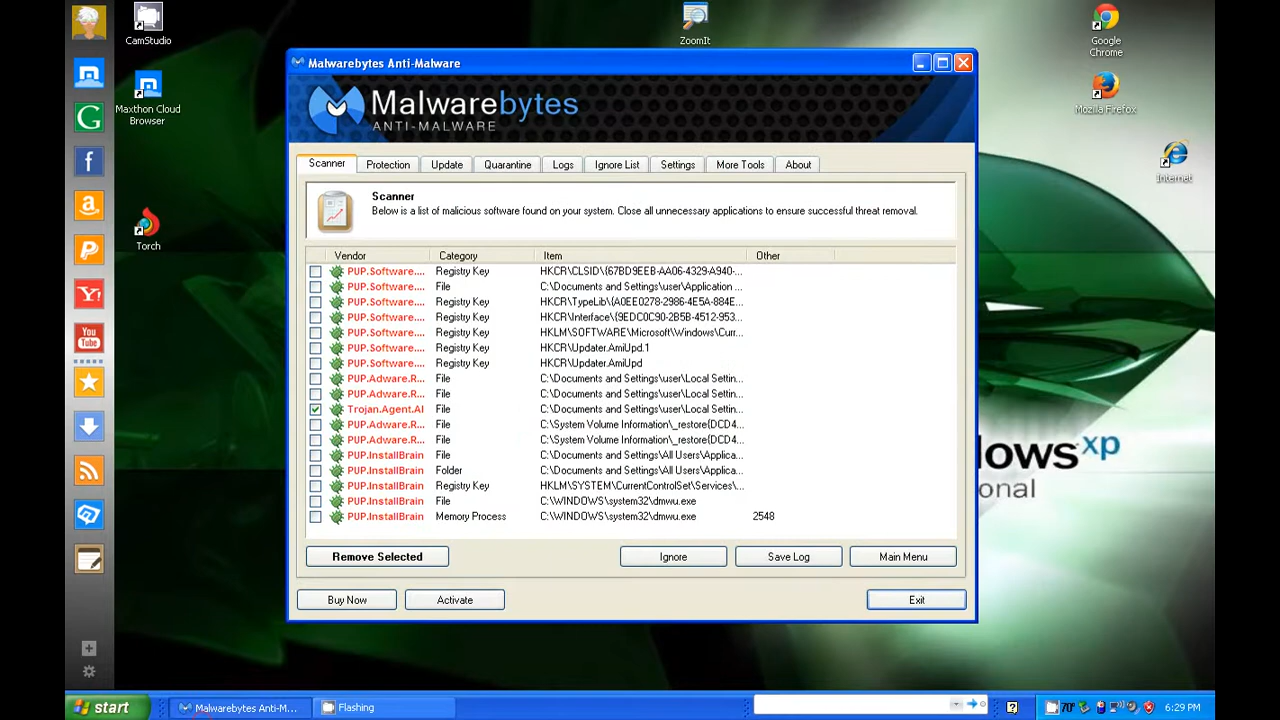 CamStudio
ZoomIt
Google
Chrome
Maxthon Cloud
Browser
Mozilla Firefox
Internet
Torch
Malwarebytes Anti-Malware
Malwarebytes
ANTI-MALWARE
Scanner Protection Update Quarantine Logs Ignore List Settings More Tools About
Scanner
Below is a list of malicious software found on your system. Close all unnecessary applications to ensure successful threat removal.
Vendor Category Item Other
PUP.Software.... Registry Key HKCR\CLSID\{67BD9EEB-AA06-4329-A940-...
PUP.Software.... File C:\Documents and Settings\user\Application ...
PUP.Software.... Registry Key HKCR\TypeLib\{A0EE0278-2986-4E5A-884E...
PUP.Software.... Registry Key HKCR\Interface\{9EDC0C90-2B5B-4512-953...
PUP.Software.... Registry Key HKLM\SOFTWARE\Microsoft\Windows\Curr...
PUP.Software.... Registry Key HKCR\Updater.AmiUpd.1
PUP.Software.... Registry Key HKCR\Updater.AmiUpd
PUP.Adware.R... File C:\Documents and Settings\user\Local Settin...
PUP.Adware.R... File C:\Documents and Settings\user\Local Settin...
Trojan.Agent.AI File C:\Documents and Settings\user\Local Settin...
PUP.Adware.R... File C:\System Volume Information\_restore{DCD4...
PUP.Adware.R... File C:\System Volume Information\_restore{DCD4...
PUP.InstallBrain File C:\Documents and Settings\All Users\Applica...
PUP.InstallBrain Folder C:\Documents and Settings\All Users\Applica...
PUP.InstallBrain Registry Key HKLM\SYSTEM\CurrentControlSet\Services\...
PUP.InstallBrain File C:\WINDOWS\system32\dmwu.exe
PUP.InstallBrain Memory Process C:\WINDOWS\system32\dmwu.exe 2548
Remove Selected Ignore Save Log Main Menu
Buy Now Activate Exit
dows xp
onal
You
Tube
start Malwarebytes Anti-M... Flashing 70° 6:29 PM